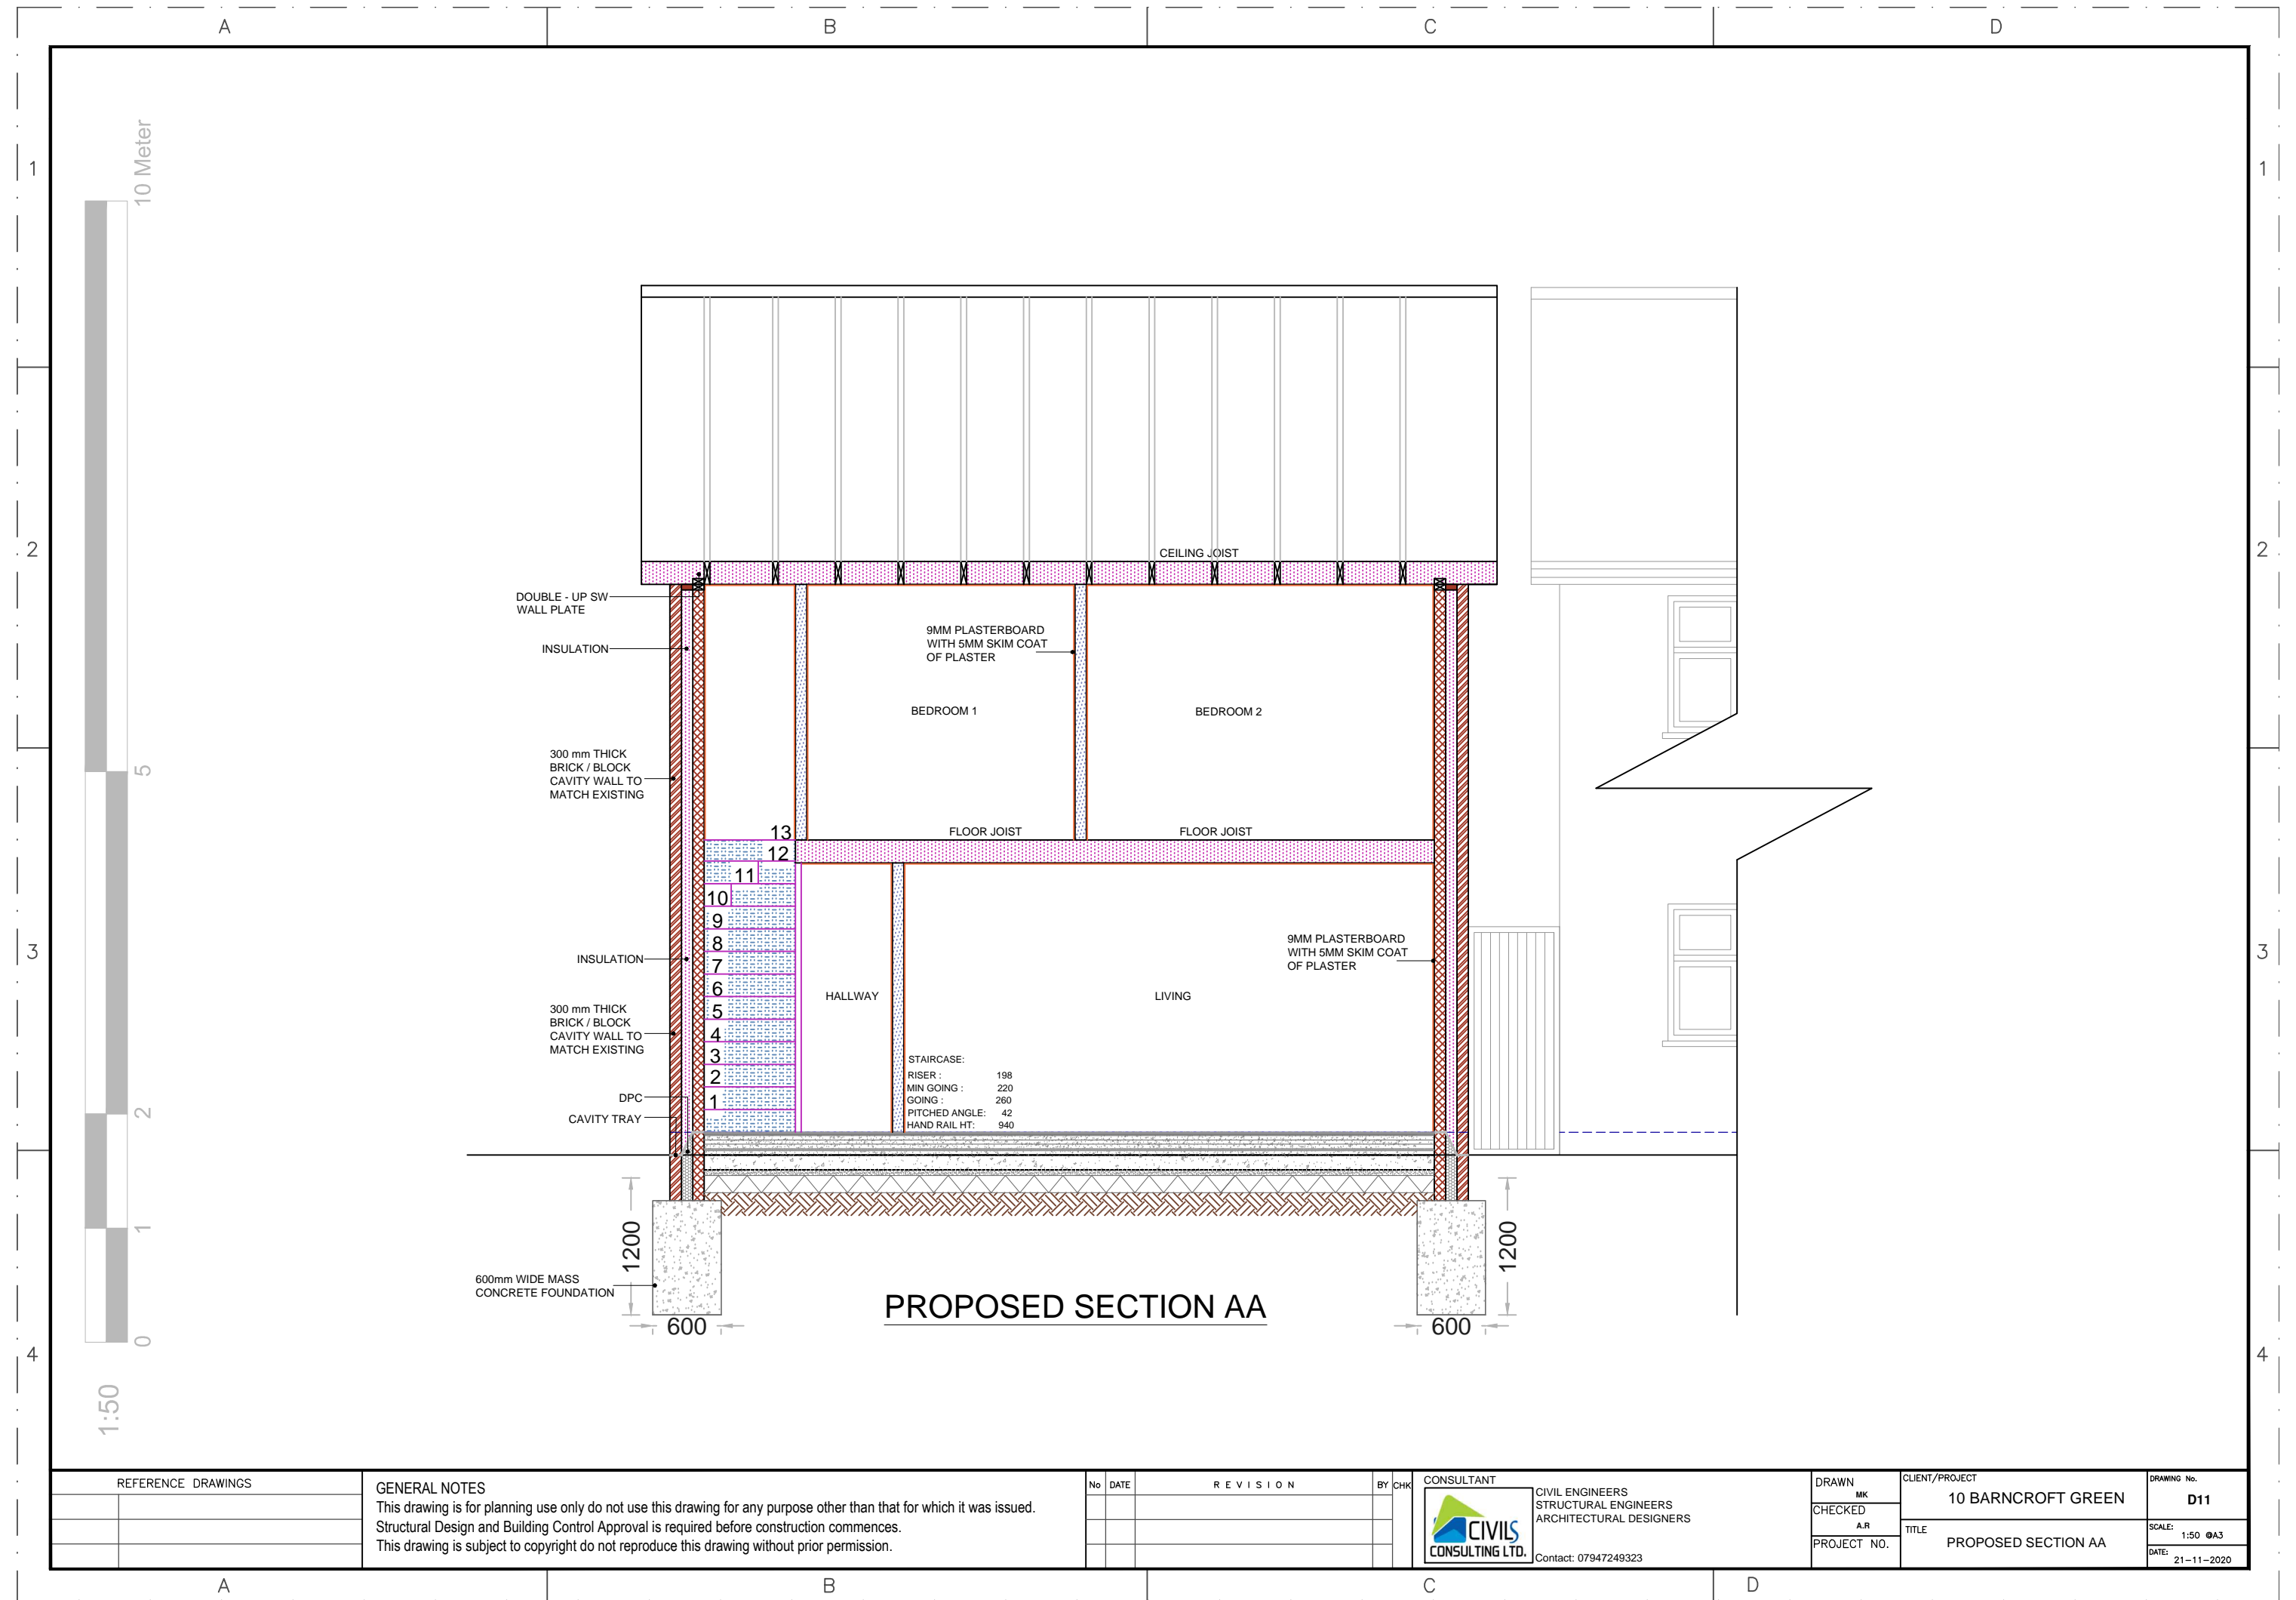 A
B
C
D
1
1
10 Meter
2
CEILING JOIST
2
DOUBLE - UP SW
WALL PLATE
INSULATION
9MM PLASTERBOARD
WITH 5MM SKIM COAT
OF PLASTER
BEDROOM 1
BEDROOM 2
5
300 mm THICK
BRICK / BLOCK
CAVITY WALL TO
MATCH EXISTING
13
FLOOR JOIST
FLOOR JOIST
12
11
10
9
8
7
6
5
4
3
2
1
3
3
INSULATION
9MM PLASTERBOARD
WITH 5MM SKIM COAT
OF PLASTER
HALLWAY
LIVING
300 mm THICK
BRICK / BLOCK
CAVITY WALL TO
MATCH EXISTING
STAIRCASE:
RISER : 198
MIN GOING : 220
GOING : 260
PITCHED ANGLE: 42
HAND RAIL HT: 940
2
DPC
CAVITY TRAY
1
1200
1200
600mm WIDE MASS
CONCRETE FOUNDATION
PROPOSED SECTION AA
600
600
0
4
4
1:50
REFERENCE DRAWINGS
GENERAL NOTES
This drawing is for planning use only do not use this drawing for any purpose other than that for which it was issued.
Structural Design and Building Control Approval is required before construction commences.
This drawing is subject to copyright do not reproduce this drawing without prior permission.
No DATE REVISION BY CHK
CONSULTANT
CIVILS
CONSULTING LTD.
CIVIL ENGINEERS
STRUCTURAL ENGINEERS
ARCHITECTURAL DESIGNERS
Contact: 07947249323
DRAWN
MK
CHECKED
A.R
PROJECT NO.
CLIENT/PROJECT
10 BARNCROFT GREEN
TITLE
PROPOSED SECTION AA
DRAWING No.
D11
SCALE:
1:50 @A3
DATE:
21-11-2020
A
B
C
D